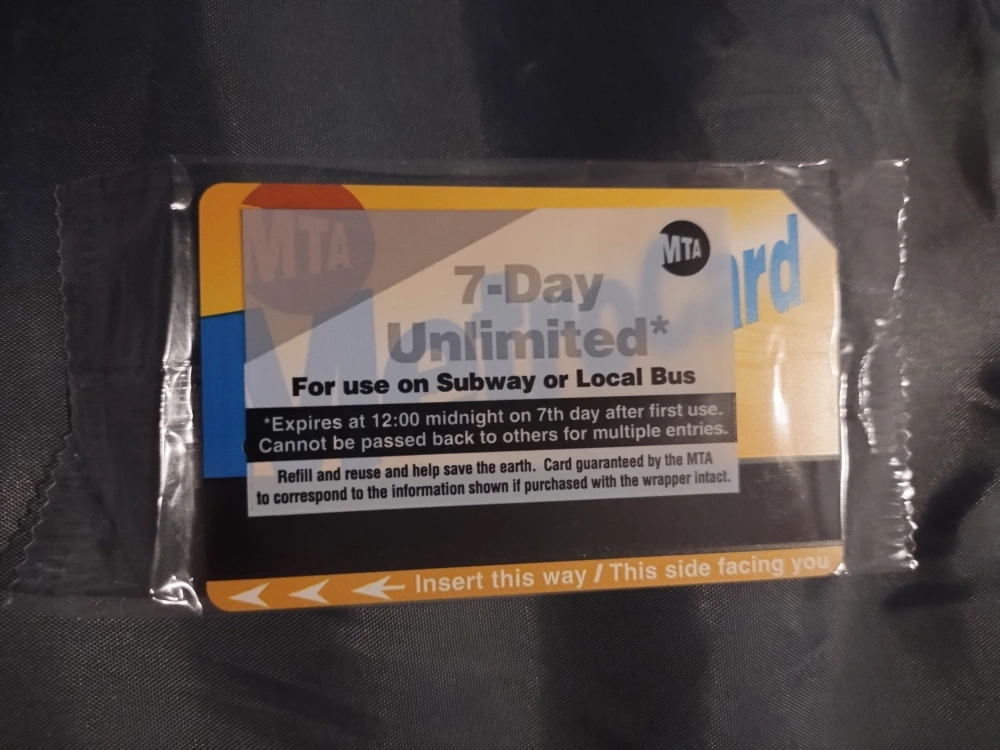 MTA
MTA
MetroCard
7-Day
Unlimited*
For use on Subway or Local Bus
*Expires at 12:00 midnight on 7th day after first use.
Cannot be passed back to others for multiple entries.
Refill and reuse and help save the earth. Card guaranteed by the MTA
to correspond to the information shown if purchased with the wrapper intact.
Insert this way / This side facing you